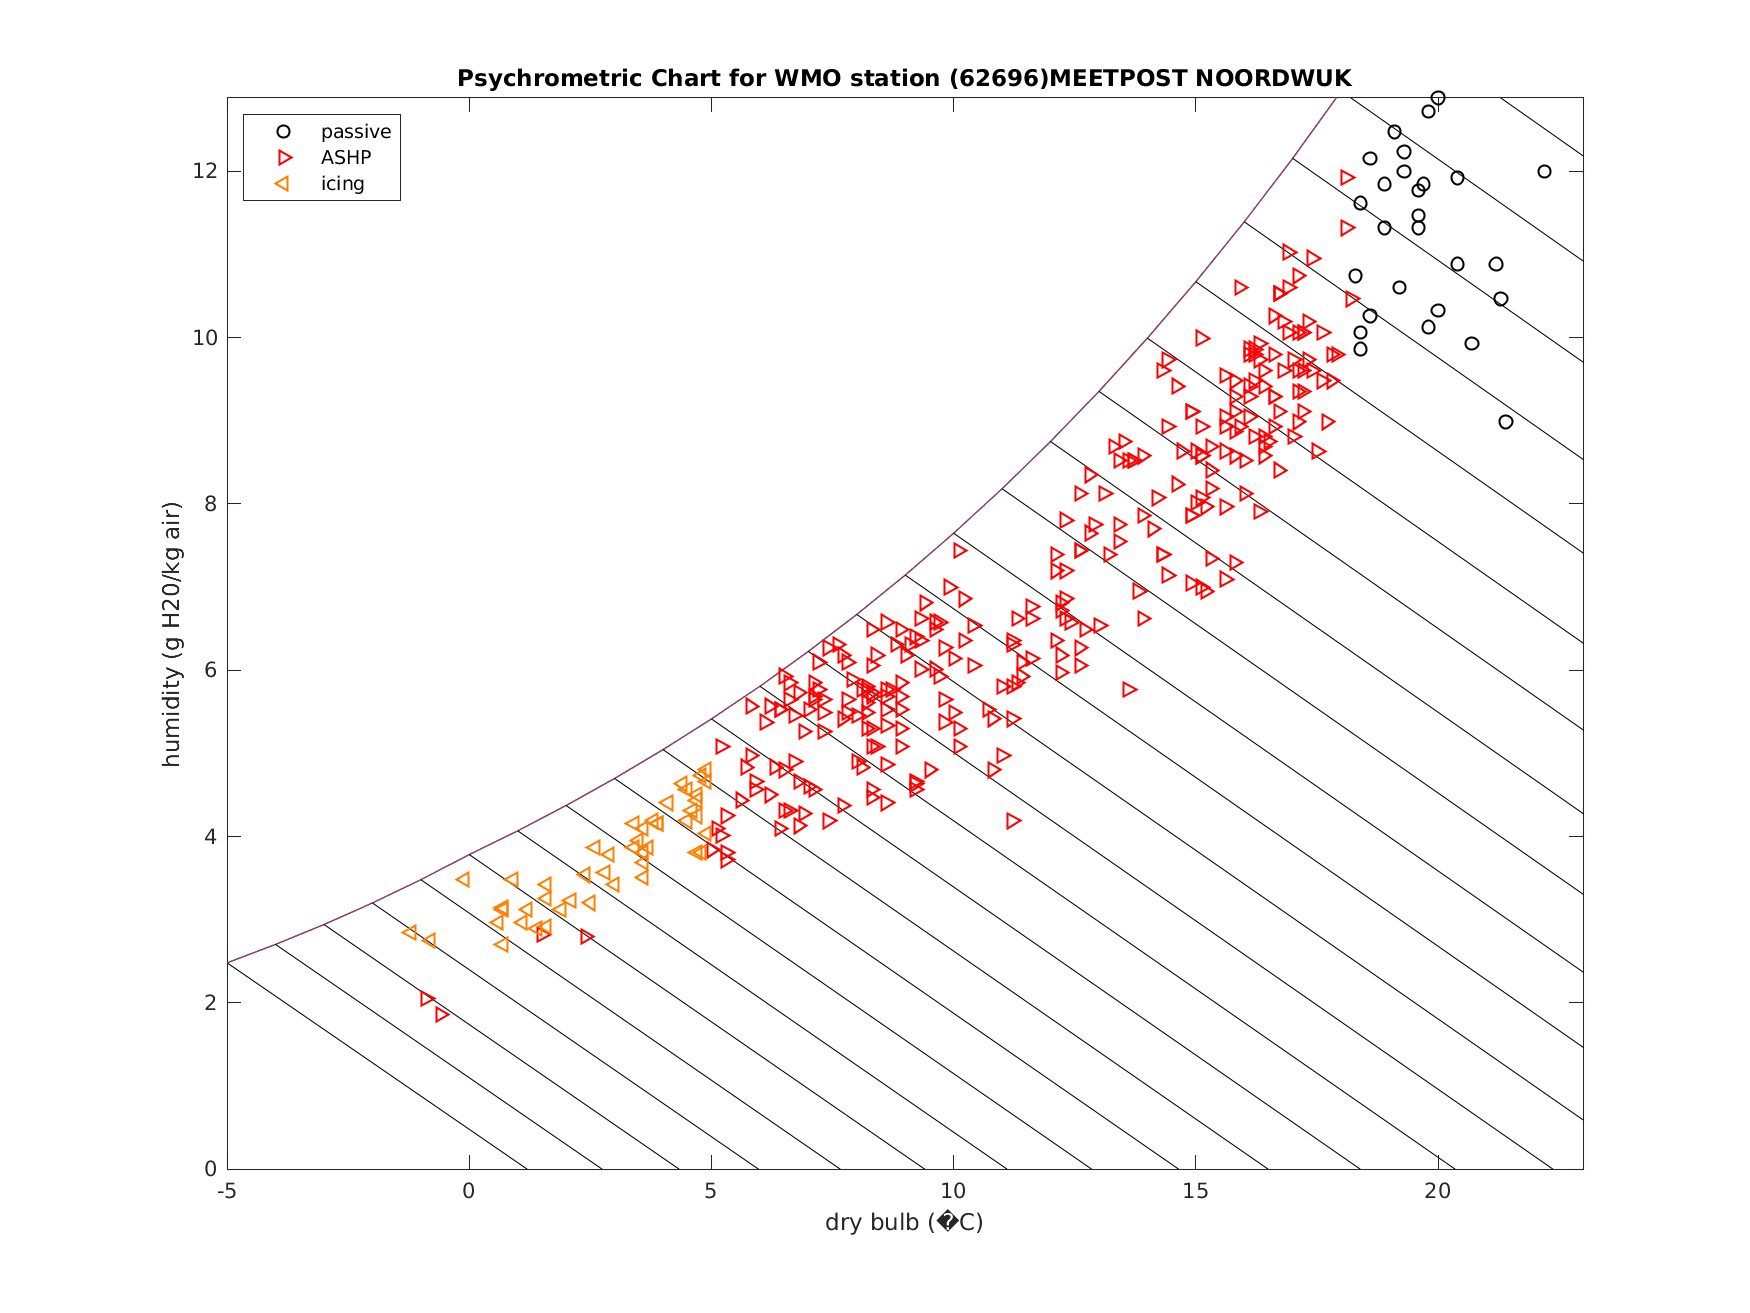 Psychrometric Chart for WMO station (62696)MEETPOST NOORDWUK
passive
ASHP
icing
12
10
8
6
4
2
0
humidity (g H20/kg air)
-5 0 5 10 15 20
dry bulb (�C)